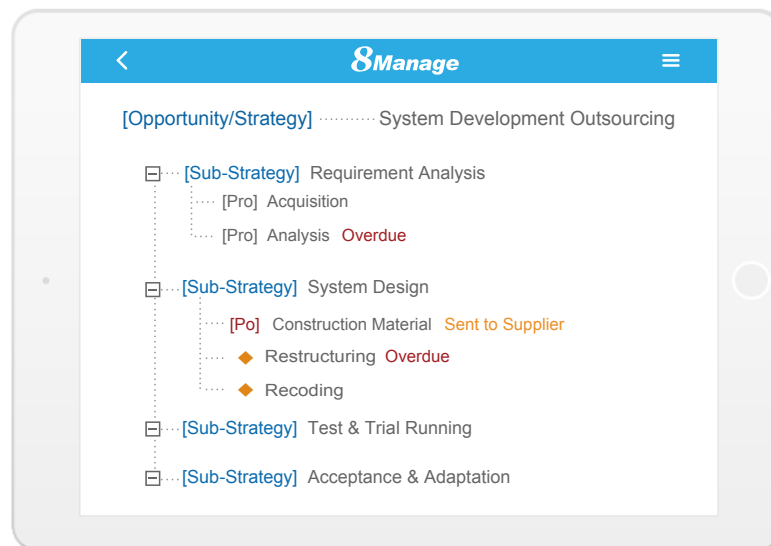 8Manage
[Opportunity/Strategy] ··········· System Development Outsourcing
[Sub-Strategy] Requirement Analysis
[Pro] Acquisition
[Pro] Analysis Overdue
[Sub-Strategy] System Design
[Po] Construction Material Sent to Supplier
Restructuring Overdue
Recoding
[Sub-Strategy] Test & Trial Running
[Sub-Strategy] Acceptance & Adaptation